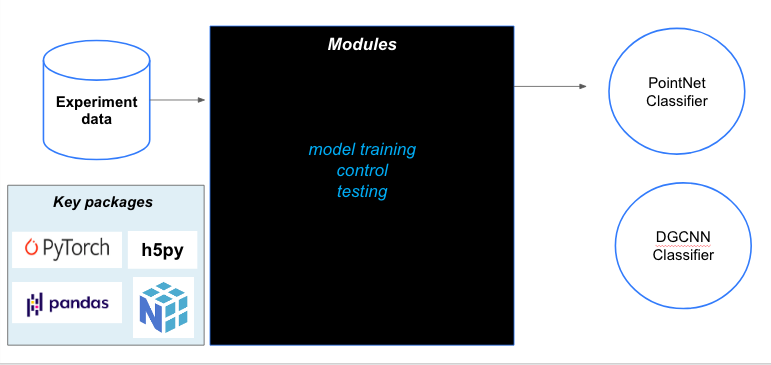 Modules
Experiment
data
PointNet
Classifier
model training
control
testing
Key packages
PyTorch
h5py
pandas
N
DGCNN
Classifier